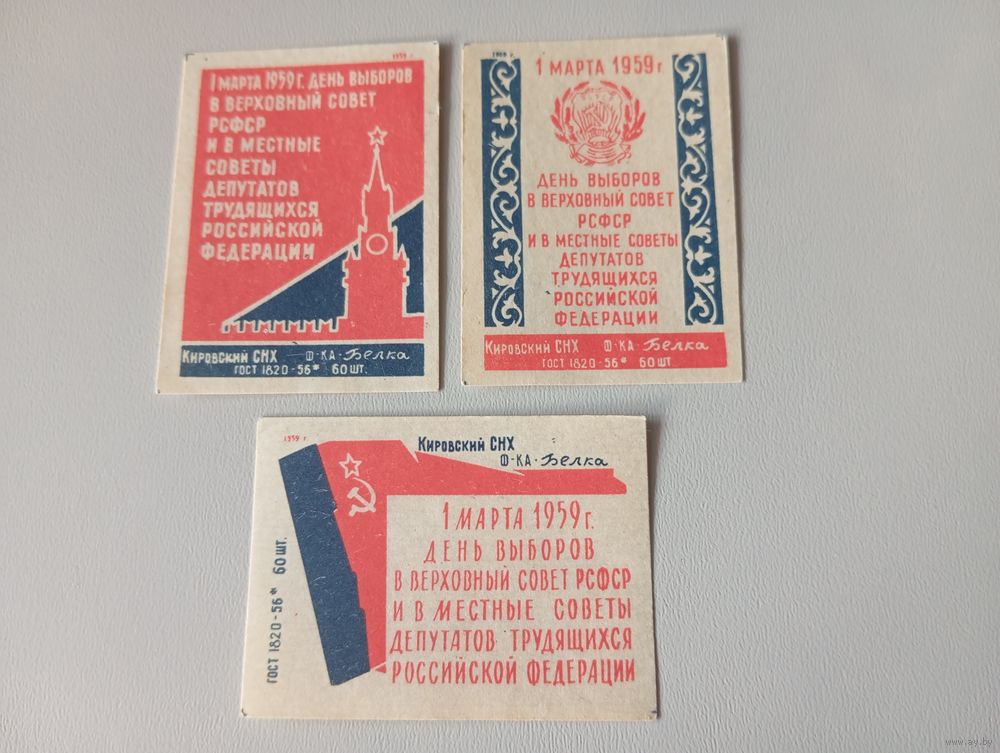 1959 г.
1 МАРТА 1959 г. ДЕНЬ ВЫБОРОВ
В ВЕРХОВНЫЙ СОВЕТ
РСФСР
И В МЕСТНЫЕ
СОВЕТЫ
ДЕПУТАТОВ
ТРУДЯЩИХСЯ
РОССИЙСКОЙ
ФЕДЕРАЦИИ
КИРОВСКИЙ СНХ Ф-КА-Белка
ГОСТ 1820-56* 60 ШТ.
1959 г.
1 МАРТА 1959 г.
ДЕНЬ ВЫБОРОВ
В ВЕРХОВНЫЙ СОВЕТ
РСФСР
И В МЕСТНЫЕ СОВЕТЫ
ДЕПУТАТОВ
ТРУДЯЩИХСЯ
РОССИЙСКОЙ
ФЕДЕРАЦИИ
КИРОВСКИЙ СНХ Ф-КА-Белка
ГОСТ 1820-56* 60 ШТ.
1959 г.
КИРОВСКИЙ СНХ
Ф-КА-Белка
1 МАРТА 1959 г.
ДЕНЬ ВЫБОРОВ
В ВЕРХОВНЫЙ СОВЕТ РСФСР
И В МЕСТНЫЕ СОВЕТЫ
ДЕПУТАТОВ ТРУДЯЩИХСЯ
РОССИЙСКОЙ ФЕДЕРАЦИИ
ГОСТ 1820-56* 60 ШТ.
www.ay.by